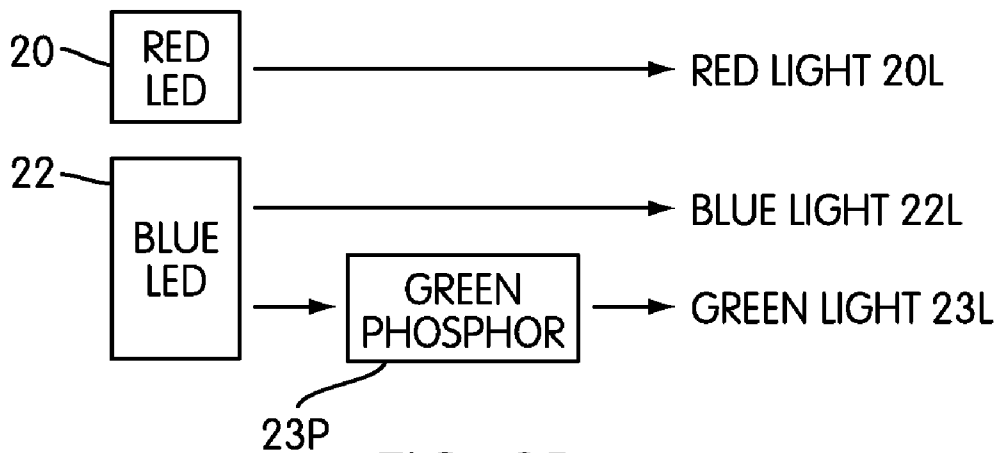 20
RED
LED
RED LIGHT 20L
22
BLUE
LED
BLUE LIGHT 22L
GREEN
PHOSPHOR
GREEN LIGHT 23L
23P